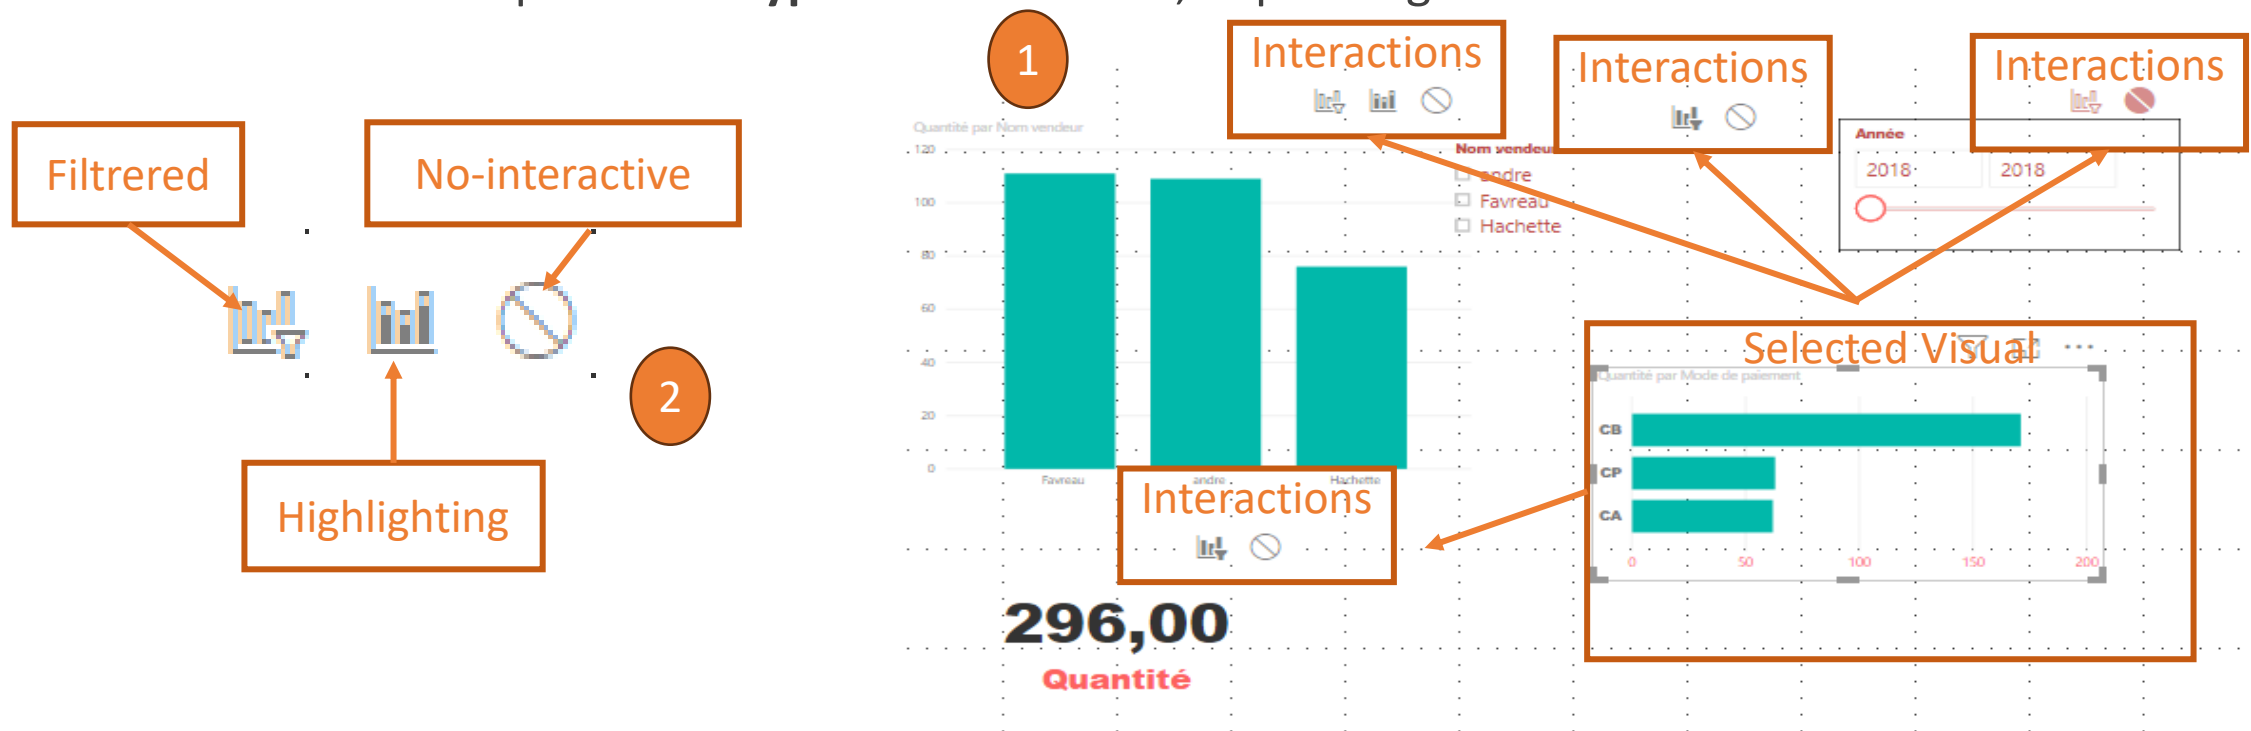 1
Interactions
Interactions
Interactions
Filtrered
No-interactive
Highlighting
2
Quantité par Nom vendeur
120
100
80
60
40
20
0
Favreau
andre
Hachette
Nom vendeur
andre
Favreau
Hachette
Année
2018
2018
Selected Visual
Quantité par Mode de paiement
CB
CP
CA
0
50
100
150
200
Interactions
296,00
Quantité